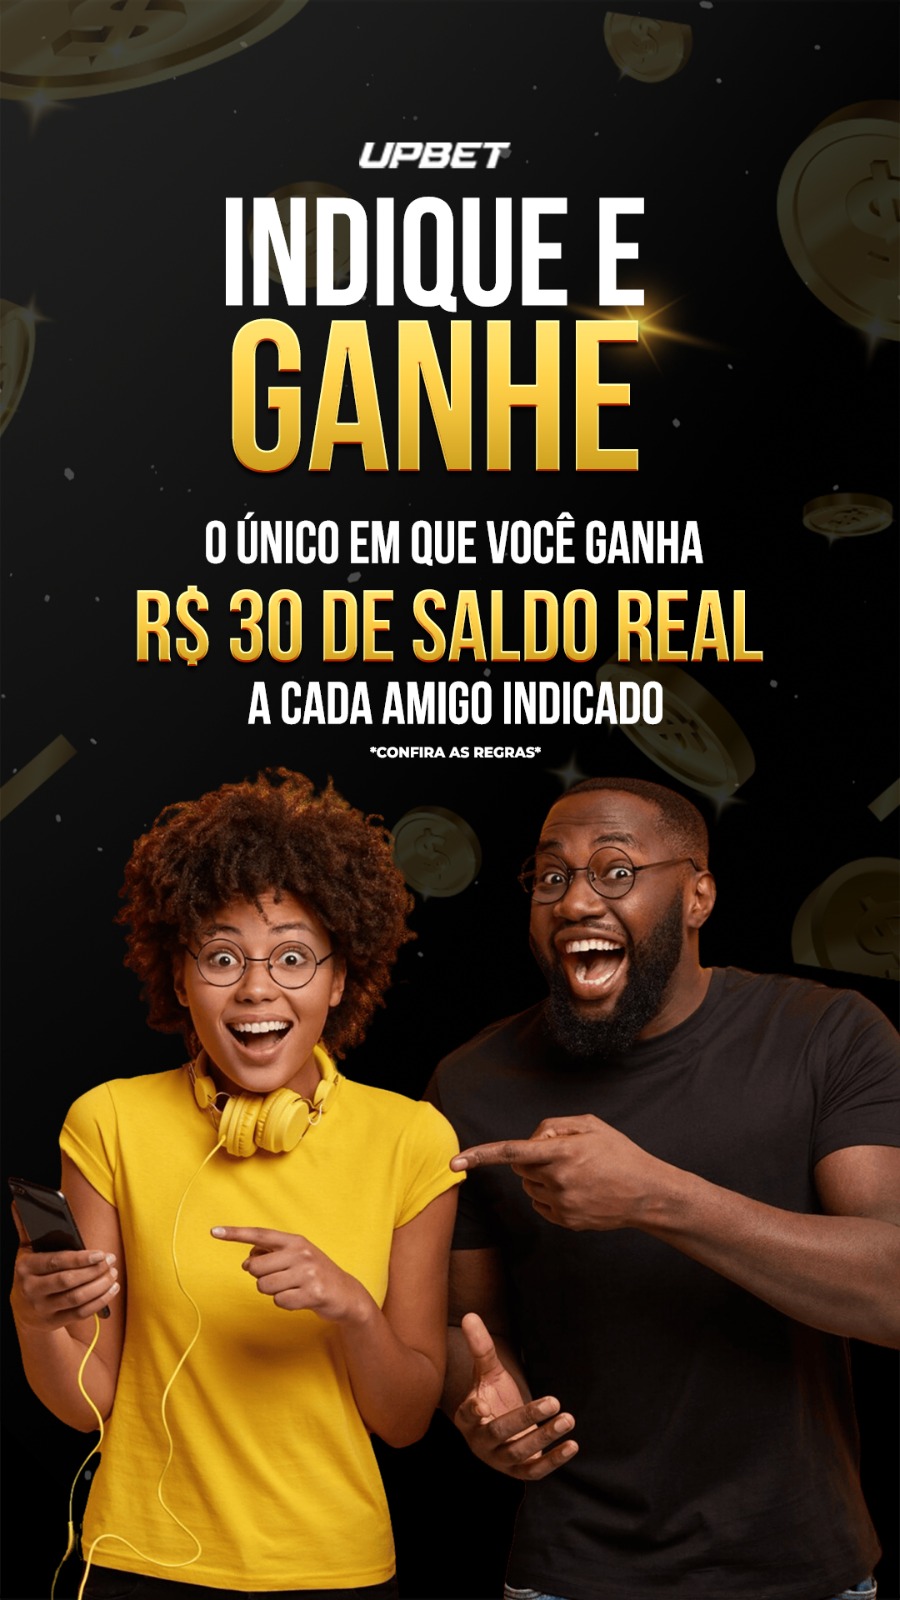 UPBET
INDIQUE E
GANHE
O ÚNICO EM QUE VOCÊ GANHA
R$ 30 DE SALDO REAL
A CADA AMIGO INDICADO
*CONFIRA AS REGRAS*